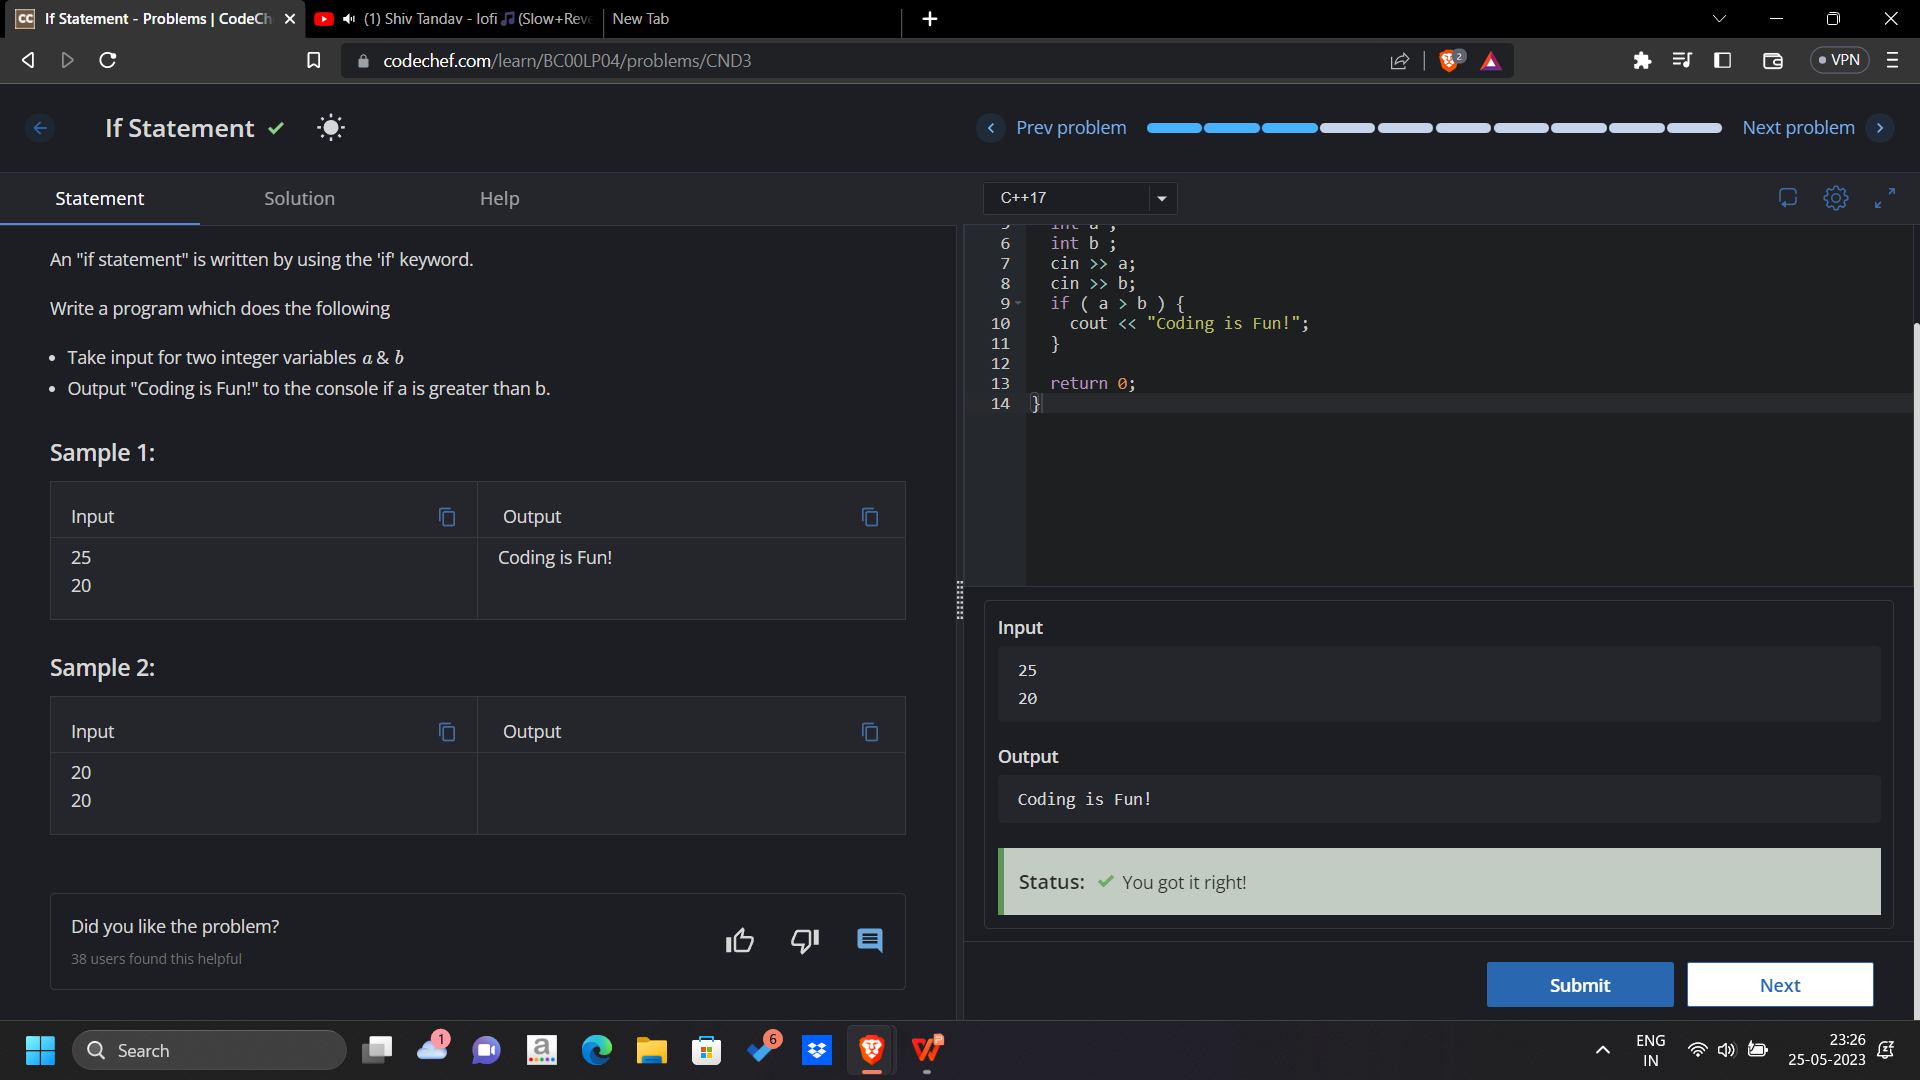 If Statement - Problems | CodeCh
(1) Shiv Tandav - lofi🎵(Slow+Reve
New Tab
codechef.com/learn/BC00LP04/problems/CND3
2
VPN
If Statement
Prev problem
Next problem
Statement
Solution
Help
C++17
An "if statement" is written by using the 'if' keyword.
Write a program which does the following
• Take input for two integer variables a & b
• Output "Coding is Fun!" to the console if a is greater than b.
Sample 1:
Input
Output
25
20
Coding is Fun!
Sample 2:
Input
Output
20
20
Did you like the problem?
38 users found this helpful
5 int a ;
6 int b ;
7 cin >> a;
8 cin >> b;
9 if ( a > b ) {
10 cout << "Coding is Fun!";
11 }
12
13 return 0;
14 }
Input
25
20
Output
Coding is Fun!
Status: ✔ You got it right!
Submit
Next
Search
1
a
6
ENG
IN
23:26
25-05-2023